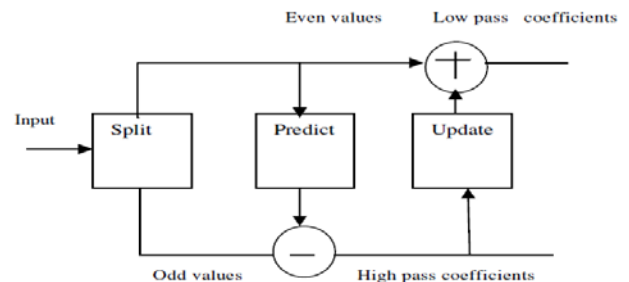 Even values Low pass coefficients
+
Input
Split Predict Update
−
Odd values High pass coefficients